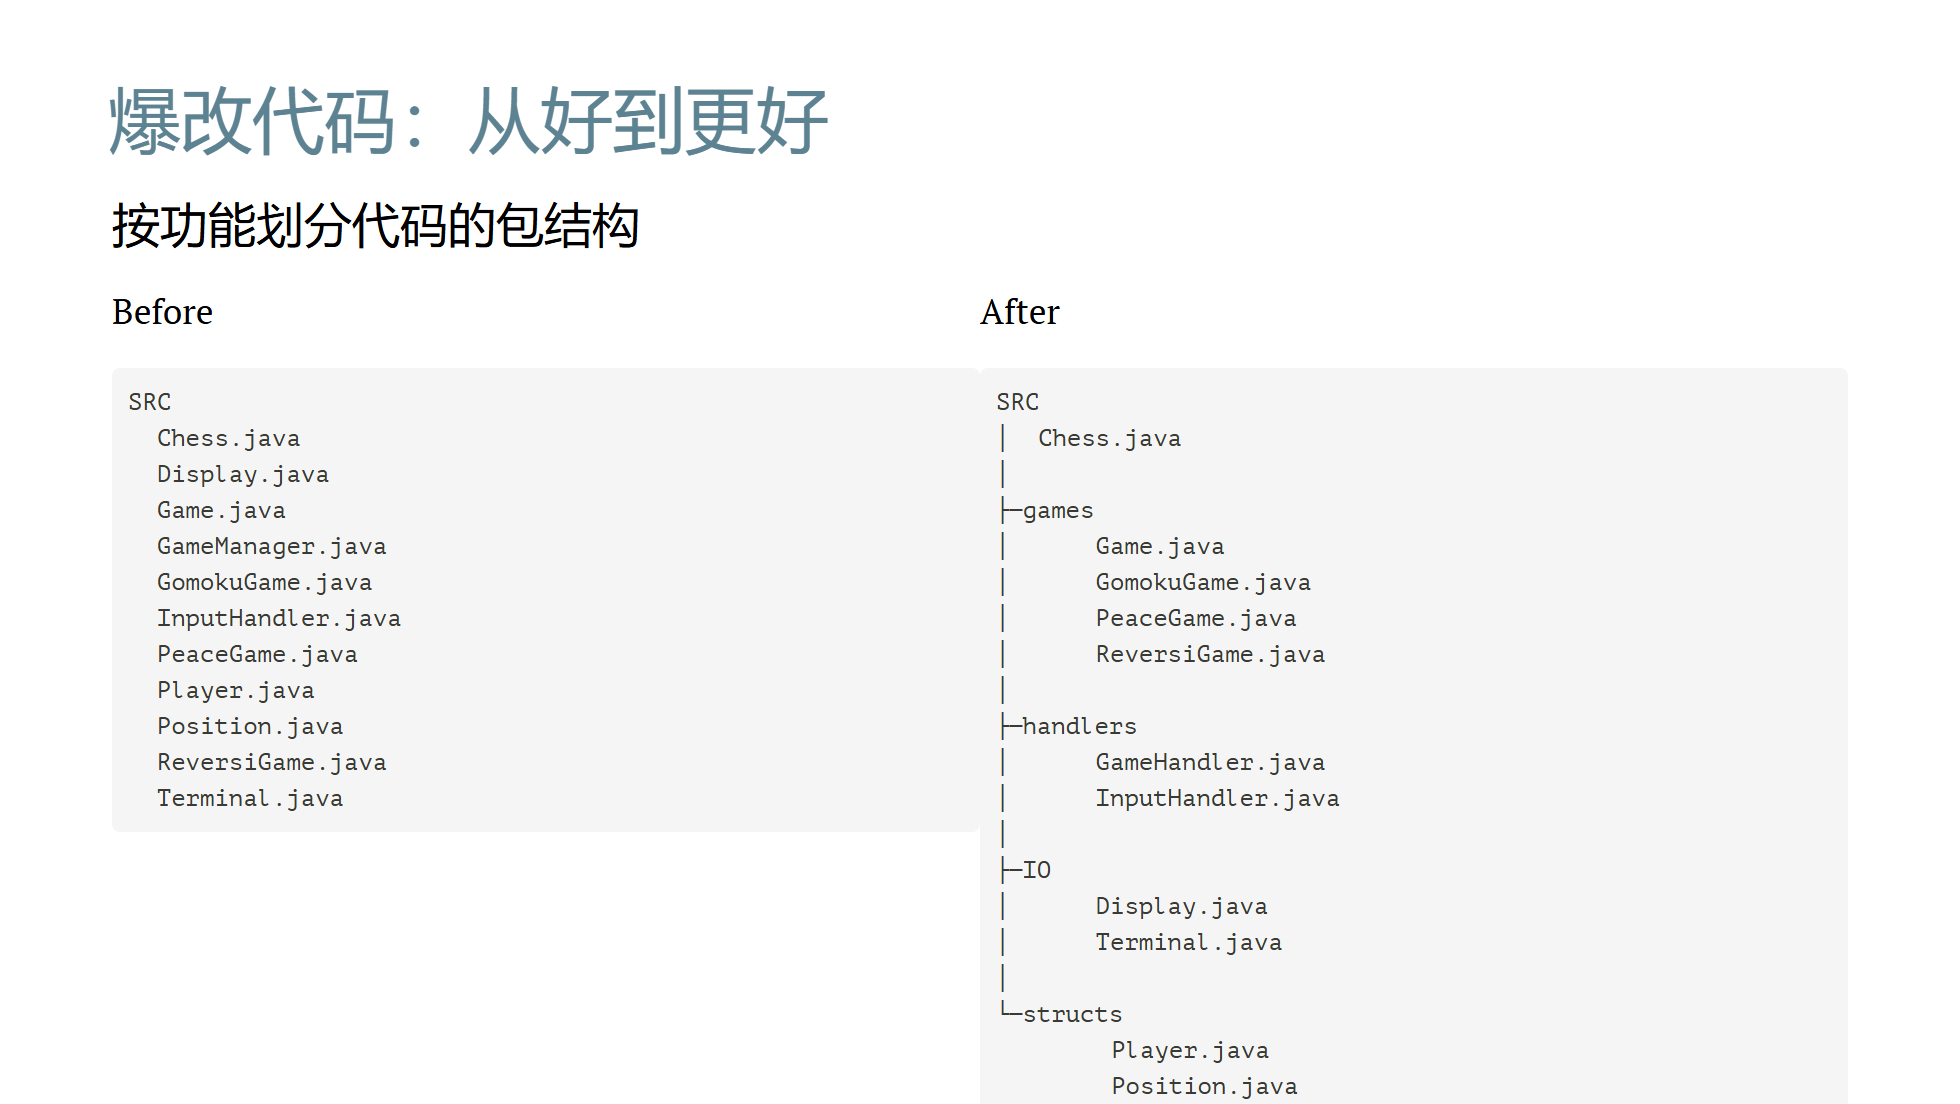 爆改代码：从好到更好
按功能划分代码的包结构
Before
SRC
  Chess.java
  Display.java
  Game.java
  GameManager.java
  GomokuGame.java
  InputHandler.java
  PeaceGame.java
  Player.java
  Position.java
  ReversiGame.java
  Terminal.java
After
SRC
│  Chess.java
│
├─games
│      Game.java
│      GomokuGame.java
│      PeaceGame.java
│      ReversiGame.java
│
├─handlers
│      GameHandler.java
│      InputHandler.java
│
├─IO
│      Display.java
│      Terminal.java
│
└─structs
       Player.java
       Position.java